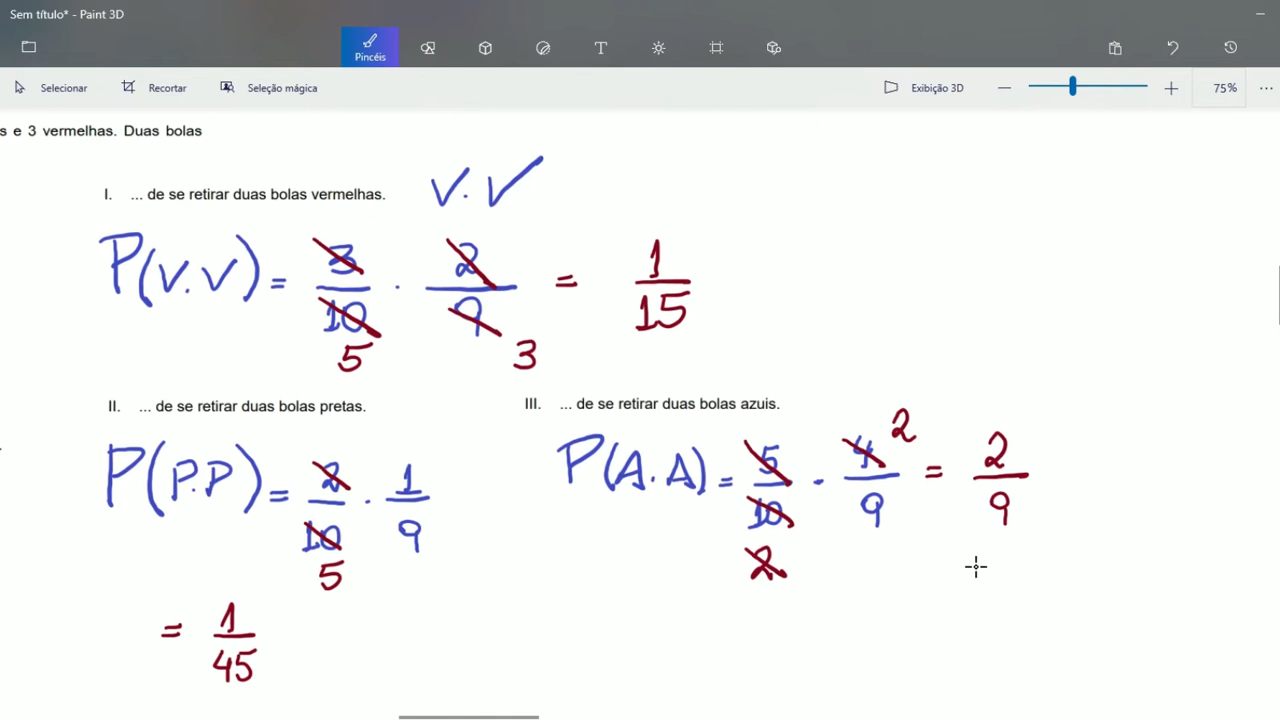 Sem título* - Paint 3D
Pincéis
Selecionar Recortar Seleção mágica Exibição 3D 75%
s e 3 vermelhas. Duas bolas
I. ... de se retirar duas bolas vermelhas. V.V
P(V.V) = 3/10 . 2/9 = 1/15
5 3
II. ... de se retirar duas bolas pretas.
P(P.P) = 2/10 . 1/9
5
= 1/45
III. ... de se retirar duas bolas azuis.
P(A.A) = 5/10 . 4/9 = 2/9
2
2